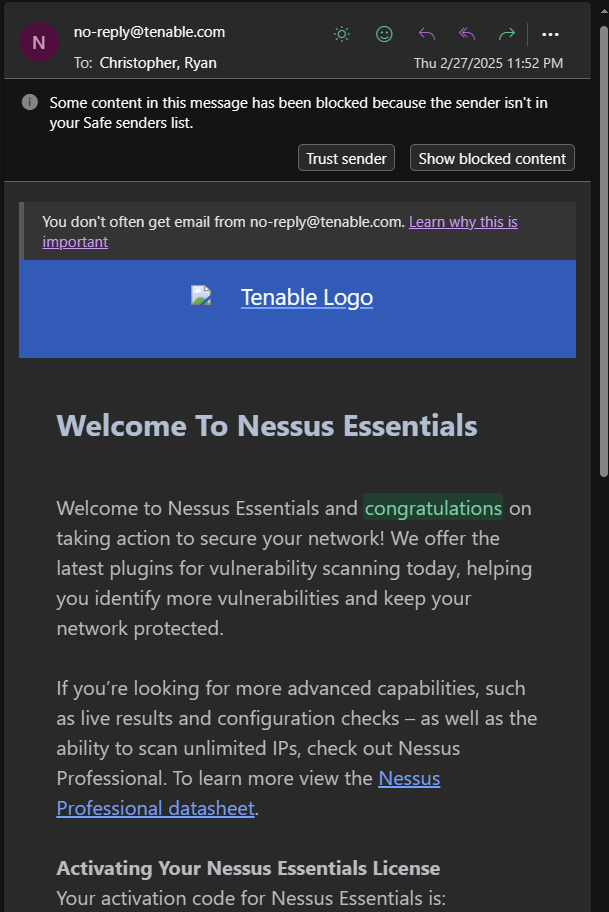 N
no-reply@tenable.com
To: Christopher, Ryan
Thu 2/27/2025 11:52 PM
Some content in this message has been blocked because the sender isn't in
your Safe senders list.
Trust sender
Show blocked content
You don't often get email from no-reply@tenable.com. Learn why this is
important
Tenable Logo
Welcome To Nessus Essentials
Welcome to Nessus Essentials and congratulations on
taking action to secure your network! We offer the
latest plugins for vulnerability scanning today, helping
you identify more vulnerabilities and keep your
network protected.
If you’re looking for more advanced capabilities, such
as live results and configuration checks – as well as the
ability to scan unlimited IPs, check out Nessus
Professional. To learn more view the Nessus
Professional datasheet.
Activating Your Nessus Essentials License
Your activation code for Nessus Essentials is: